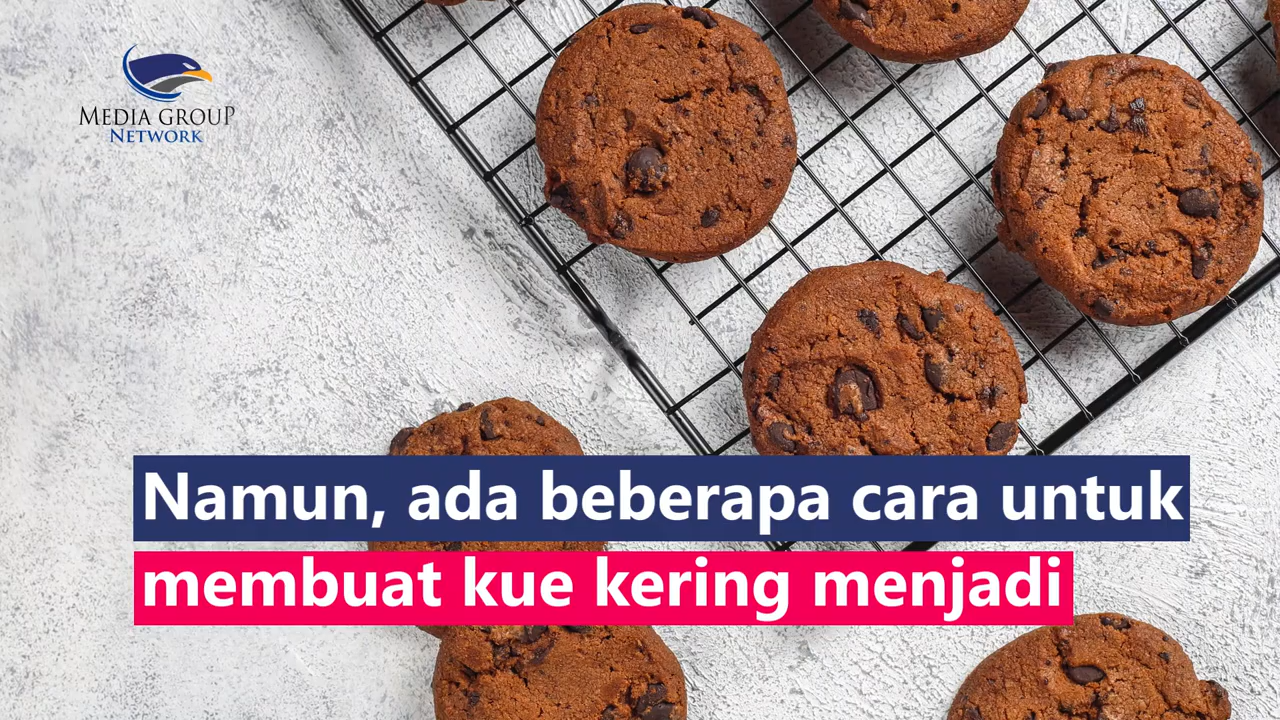 MEDIA GROUP
NETWORK
Namun, ada beberapa cara untuk
membuat kue kering menjadi